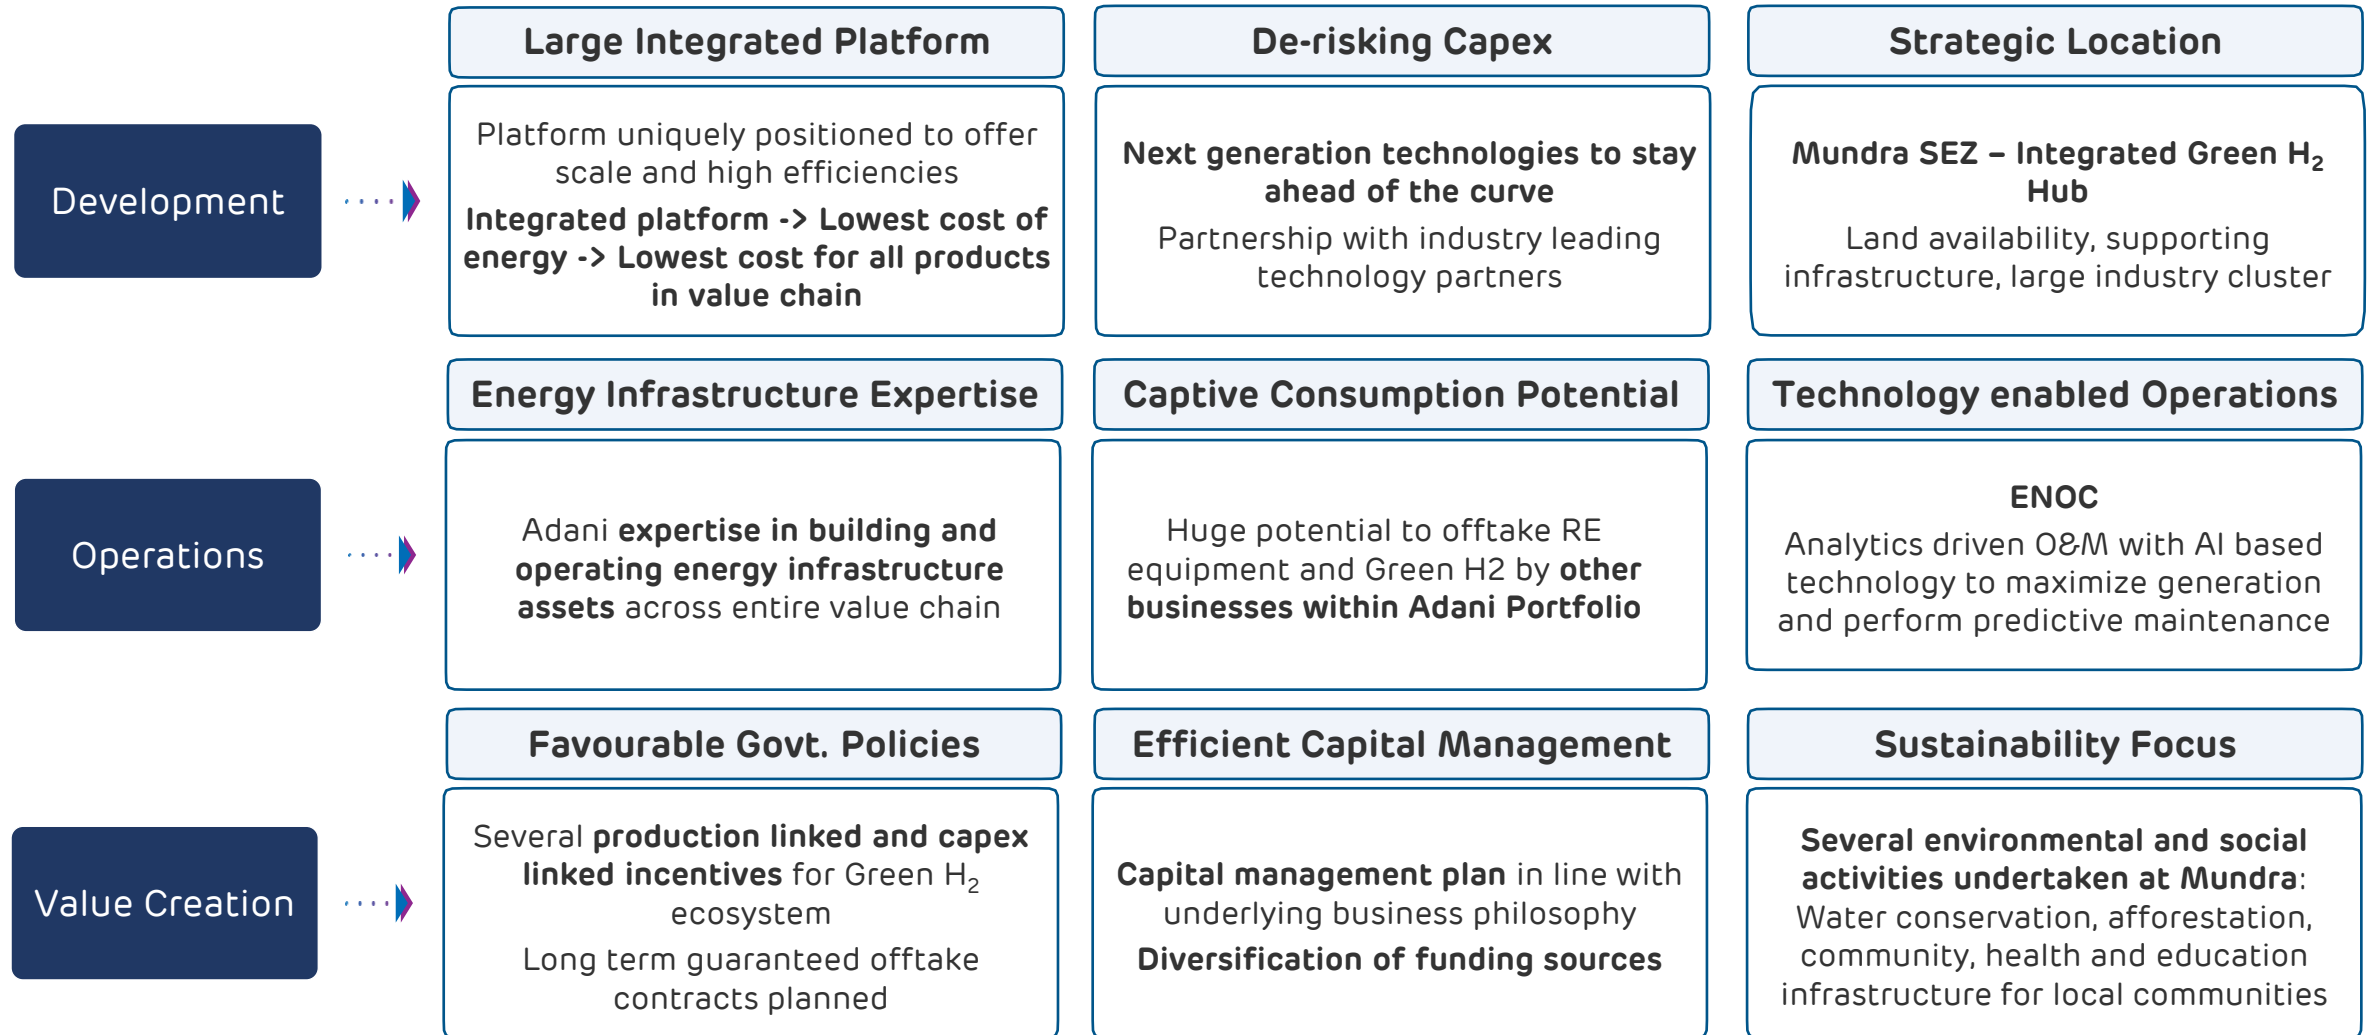 Large Integrated Platform
De-risking Capex
Strategic Location
Development
Platform uniquely positioned to offer
scale and high efficiencies
Integrated platform -> Lowest cost of
energy -> Lowest cost for all products
in value chain
Next generation technologies to stay
ahead of the curve
Partnership with industry leading
technology partners
Mundra SEZ – Integrated Green H₂
Hub
Land availability, supporting
infrastructure, large industry cluster
Energy Infrastructure Expertise
Captive Consumption Potential
Technology enabled Operations
Operations
Adani expertise in building and
operating energy infrastructure
assets across entire value chain
Huge potential to offtake RE
equipment and Green H2 by other
businesses within Adani Portfolio
ENOC
Analytics driven O&M with AI based
technology to maximize generation
and perform predictive maintenance
Favourable Govt. Policies
Efficient Capital Management
Sustainability Focus
Value Creation
Several production linked and capex
linked incentives for Green H₂
ecosystem
Long term guaranteed offtake
contracts planned
Capital management plan in line with
underlying business philosophy
Diversification of funding sources
Several environmental and social
activities undertaken at Mundra:
Water conservation, afforestation,
community, health and education
infrastructure for local communities